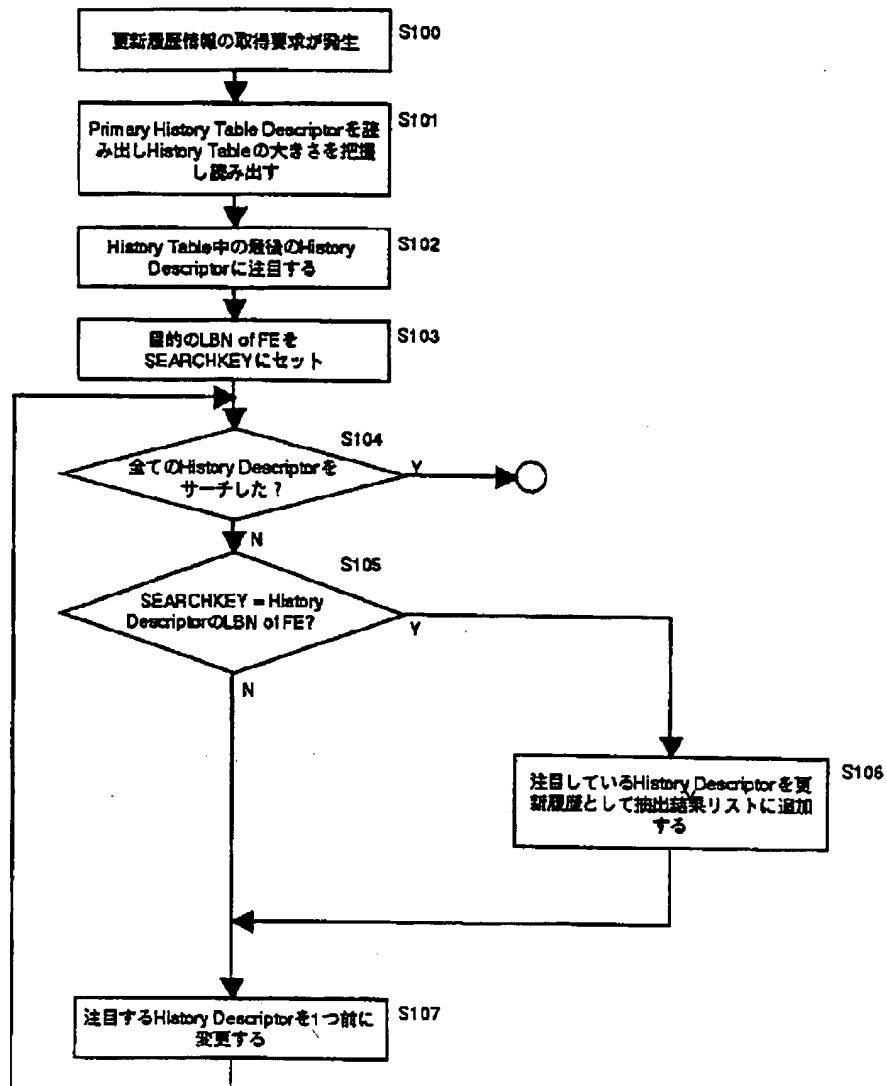 更新履歴情報の取得要求が発生
S100
Primary History Table Descriptorを読
み出しHistory Tableの大きさを把握
し読み出す
S101
History Table中の最後のHistory
Descriptorに注目する
S102
目的のLBN of FEを
SEARCHKEYにセット
S103
S104
全てのHistory Descriptorを
サーチした？
Y
N
S105
SEARCHKEY = History
DescriptorのLBN of FE?
Y
N
S106
注目しているHistory Descriptorを更
新履歴として抽出結果リストに追加
する
注目するHistory Descriptorを1つ前に
変更する
S107